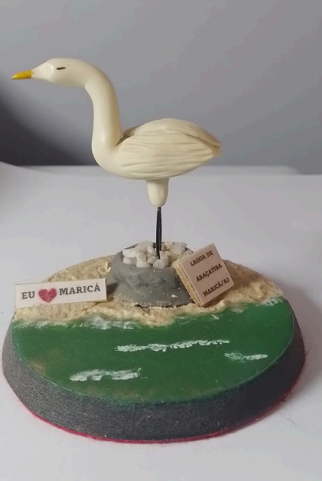 LAGOA DE
ARAÇATIBA
MARICÁ/RJ
EU ❤ MARICÁ